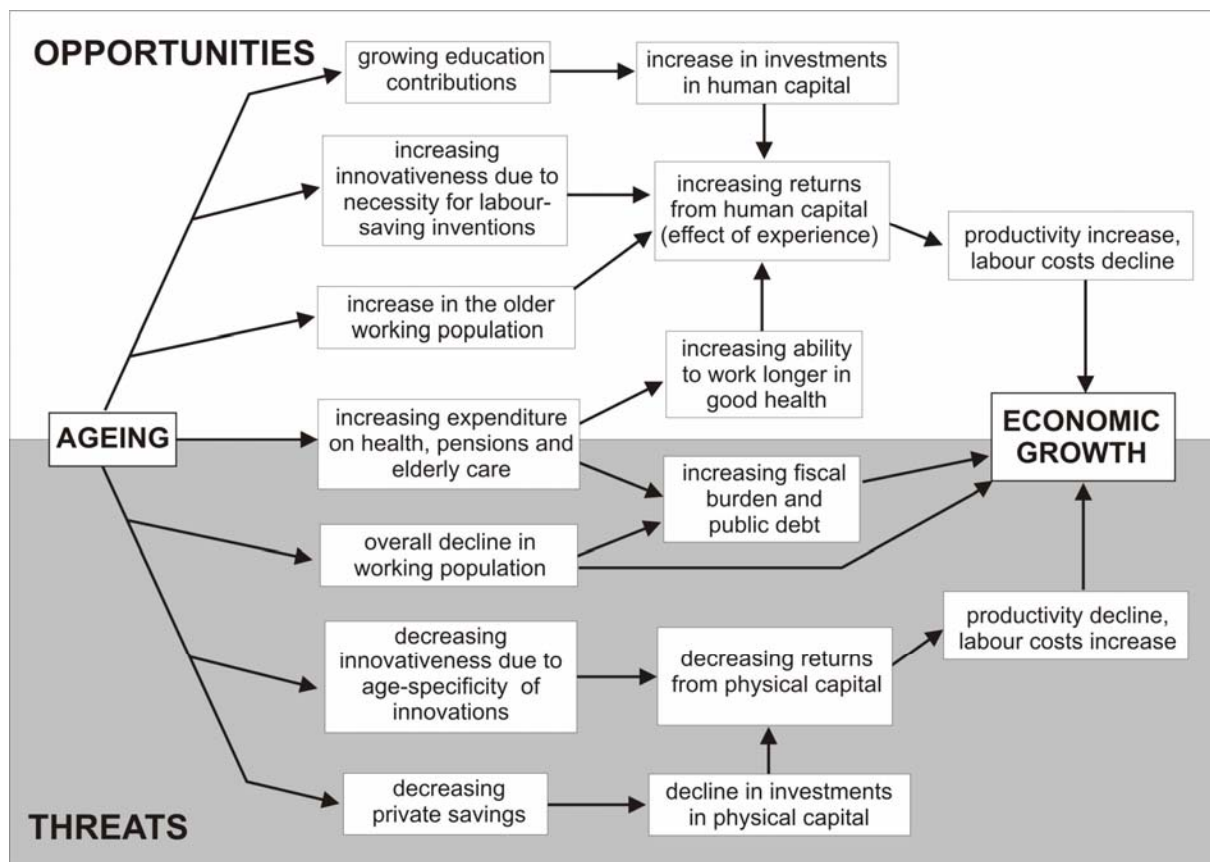 OPPORTUNITIES
growing education
contributions
increase in investments
in human capital
increasing
innovativeness due to
necessity for labour-
saving inventions
increasing returns
from human capital
(effect of experience)
productivity increase,
labour costs decline
increase in the older
working population
increasing ability
to work longer in
good health
AGEING
increasing expenditure
on health, pensions and
elderly care
ECONOMIC
GROWTH
increasing fiscal
burden and
public debt
overall decline in
working population
productivity decline,
labour costs increase
decreasing
innovativeness due to
age-specificity of
innovations
decreasing returns
from physical capital
decreasing
private savings
decline in investments
in physical capital
THREATS